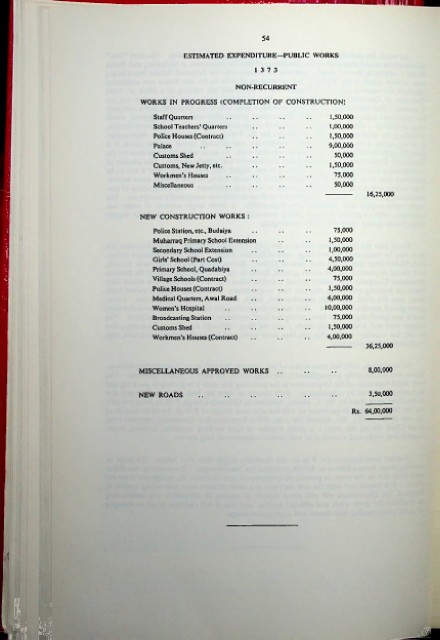 54
ESTIMATED EXPENDITURE—PUBLIC WORKS
1373
NON-RECURRENT
WORKS IN PROGRESS (COMPLETION OF CONSTRUCTION)
Staff Quarters .. .. .. .. 1,50,000
School Teachers' Quarters .. .. .. 1,00,000
Police Houses (Contract) .. .. .. 1,50,000
Palace .. .. .. .. .. 9,00,000
Customs Shed .. .. .. .. 50,000
Customs, New Jetty, etc. .. .. .. 1,50,000
Workmen's Houses .. .. .. .. 75,000
Miscellaneous .. .. .. .. 50,000
16,25,000
NEW CONSTRUCTION WORKS :
Police Station, etc., Budaiya .. .. .. 75,000
Muharraq Primary School Extension .. .. 1,50,000
Secondary School Extension .. .. .. 1,00,000
Girls' School (Part Cost) .. .. .. 4,50,000
Primary School, Quadabiya .. .. .. 4,00,000
Village Schools (Contract) .. .. .. 75,000
Police Houses (Contract) .. .. .. 1,50,000
Medical Quarters, Awal Road .. .. .. 6,00,000
Women's Hospital .. .. .. .. 10,00,000
Broadcasting Station .. .. .. .. 75,000
Customs Shed .. .. .. .. 1,50,000
Workmen's Houses (Contract) .. .. .. 4,00,000
36,25,000
MISCELLANEOUS APPROVED WORKS .. .. .. 8,00,000
NEW ROADS .. .. .. .. .. .. 3,50,000
Rs. 64,00,000